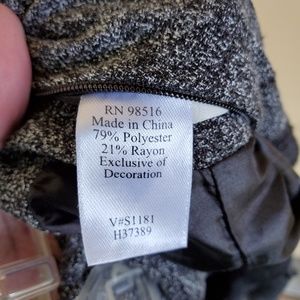 RN 98516
Made in China
79% Polyester
21% Rayon
Exclusive of
Decoration
V#S1181
H37389